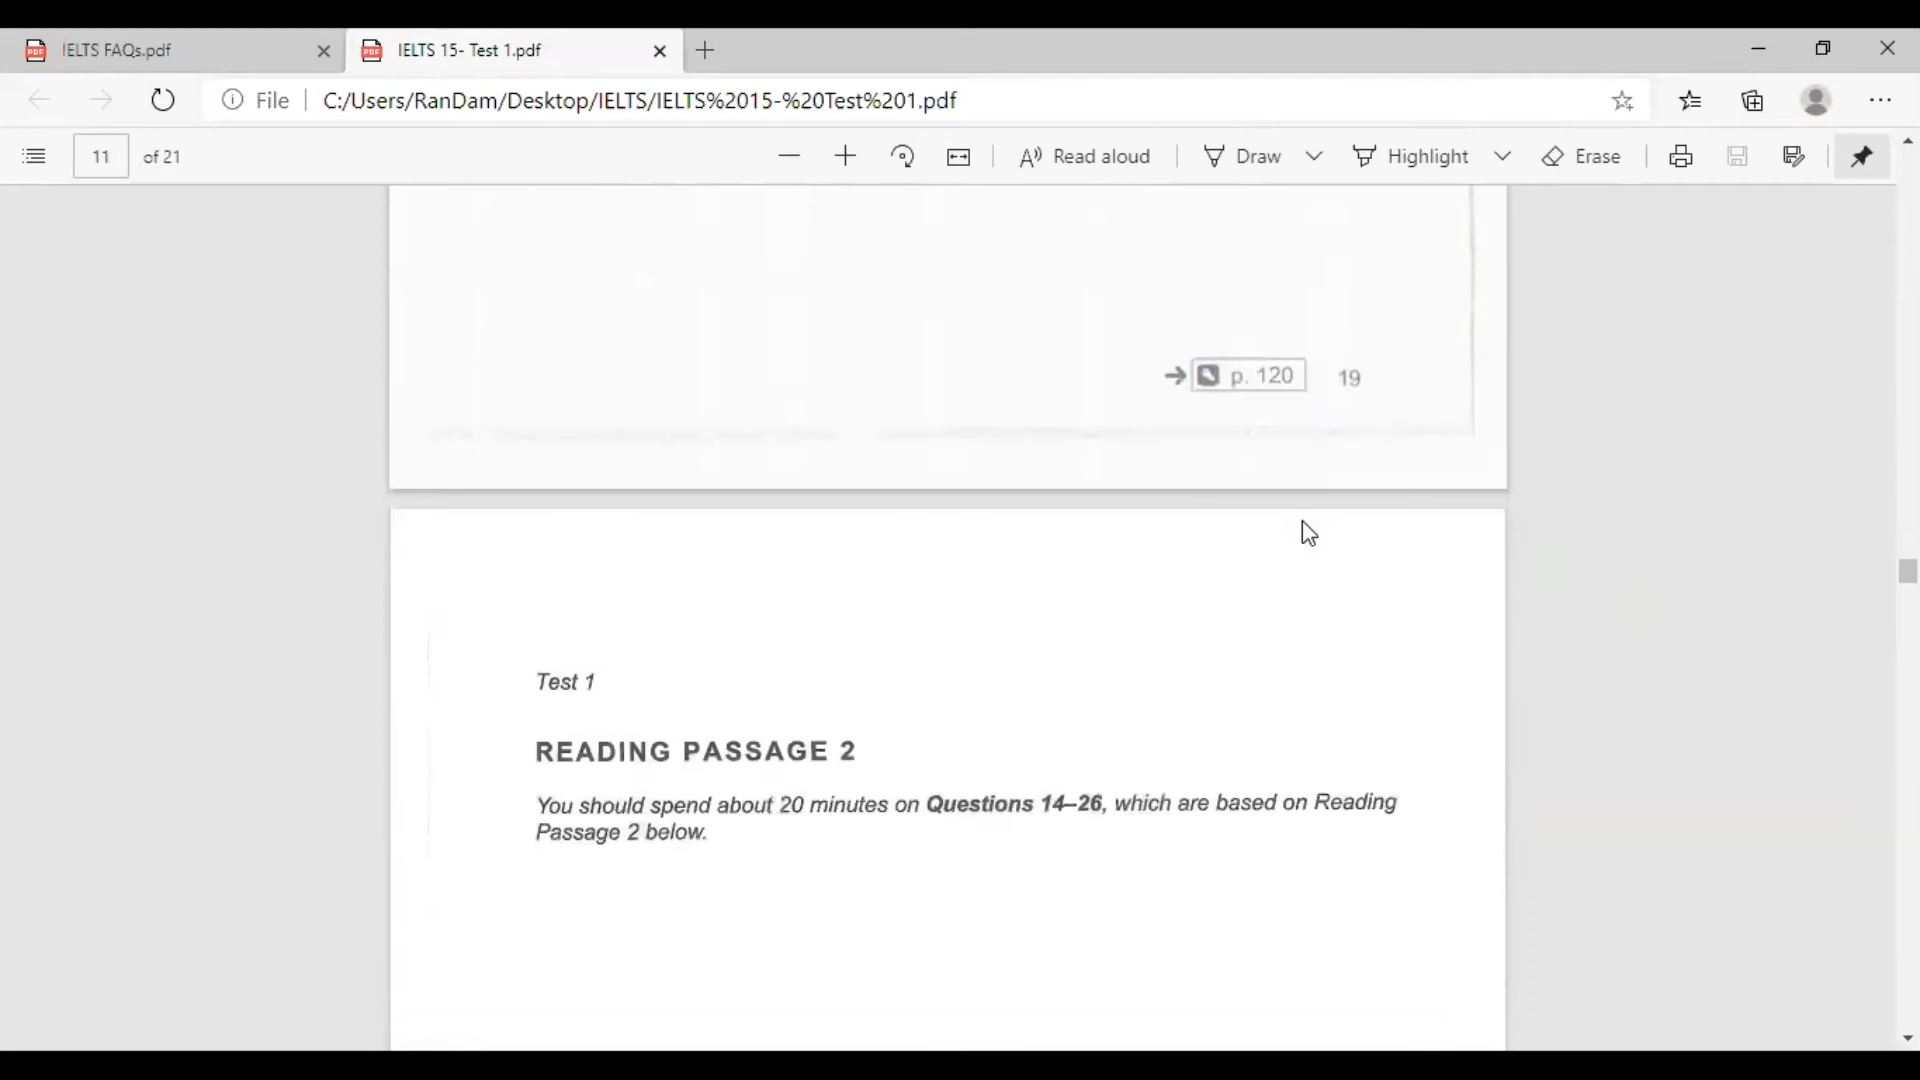 IELTS FAQs.pdf
IELTS 15- Test 1.pdf
File
C:/Users/RanDam/Desktop/IELTS/IELTS%2015-%20Test%201.pdf
11 of 21
Read aloud
Draw
Highlight
Erase
p. 120 19
Test 1
READING PASSAGE 2
You should spend about 20 minutes on Questions 14–26, which are based on Reading
Passage 2 below.